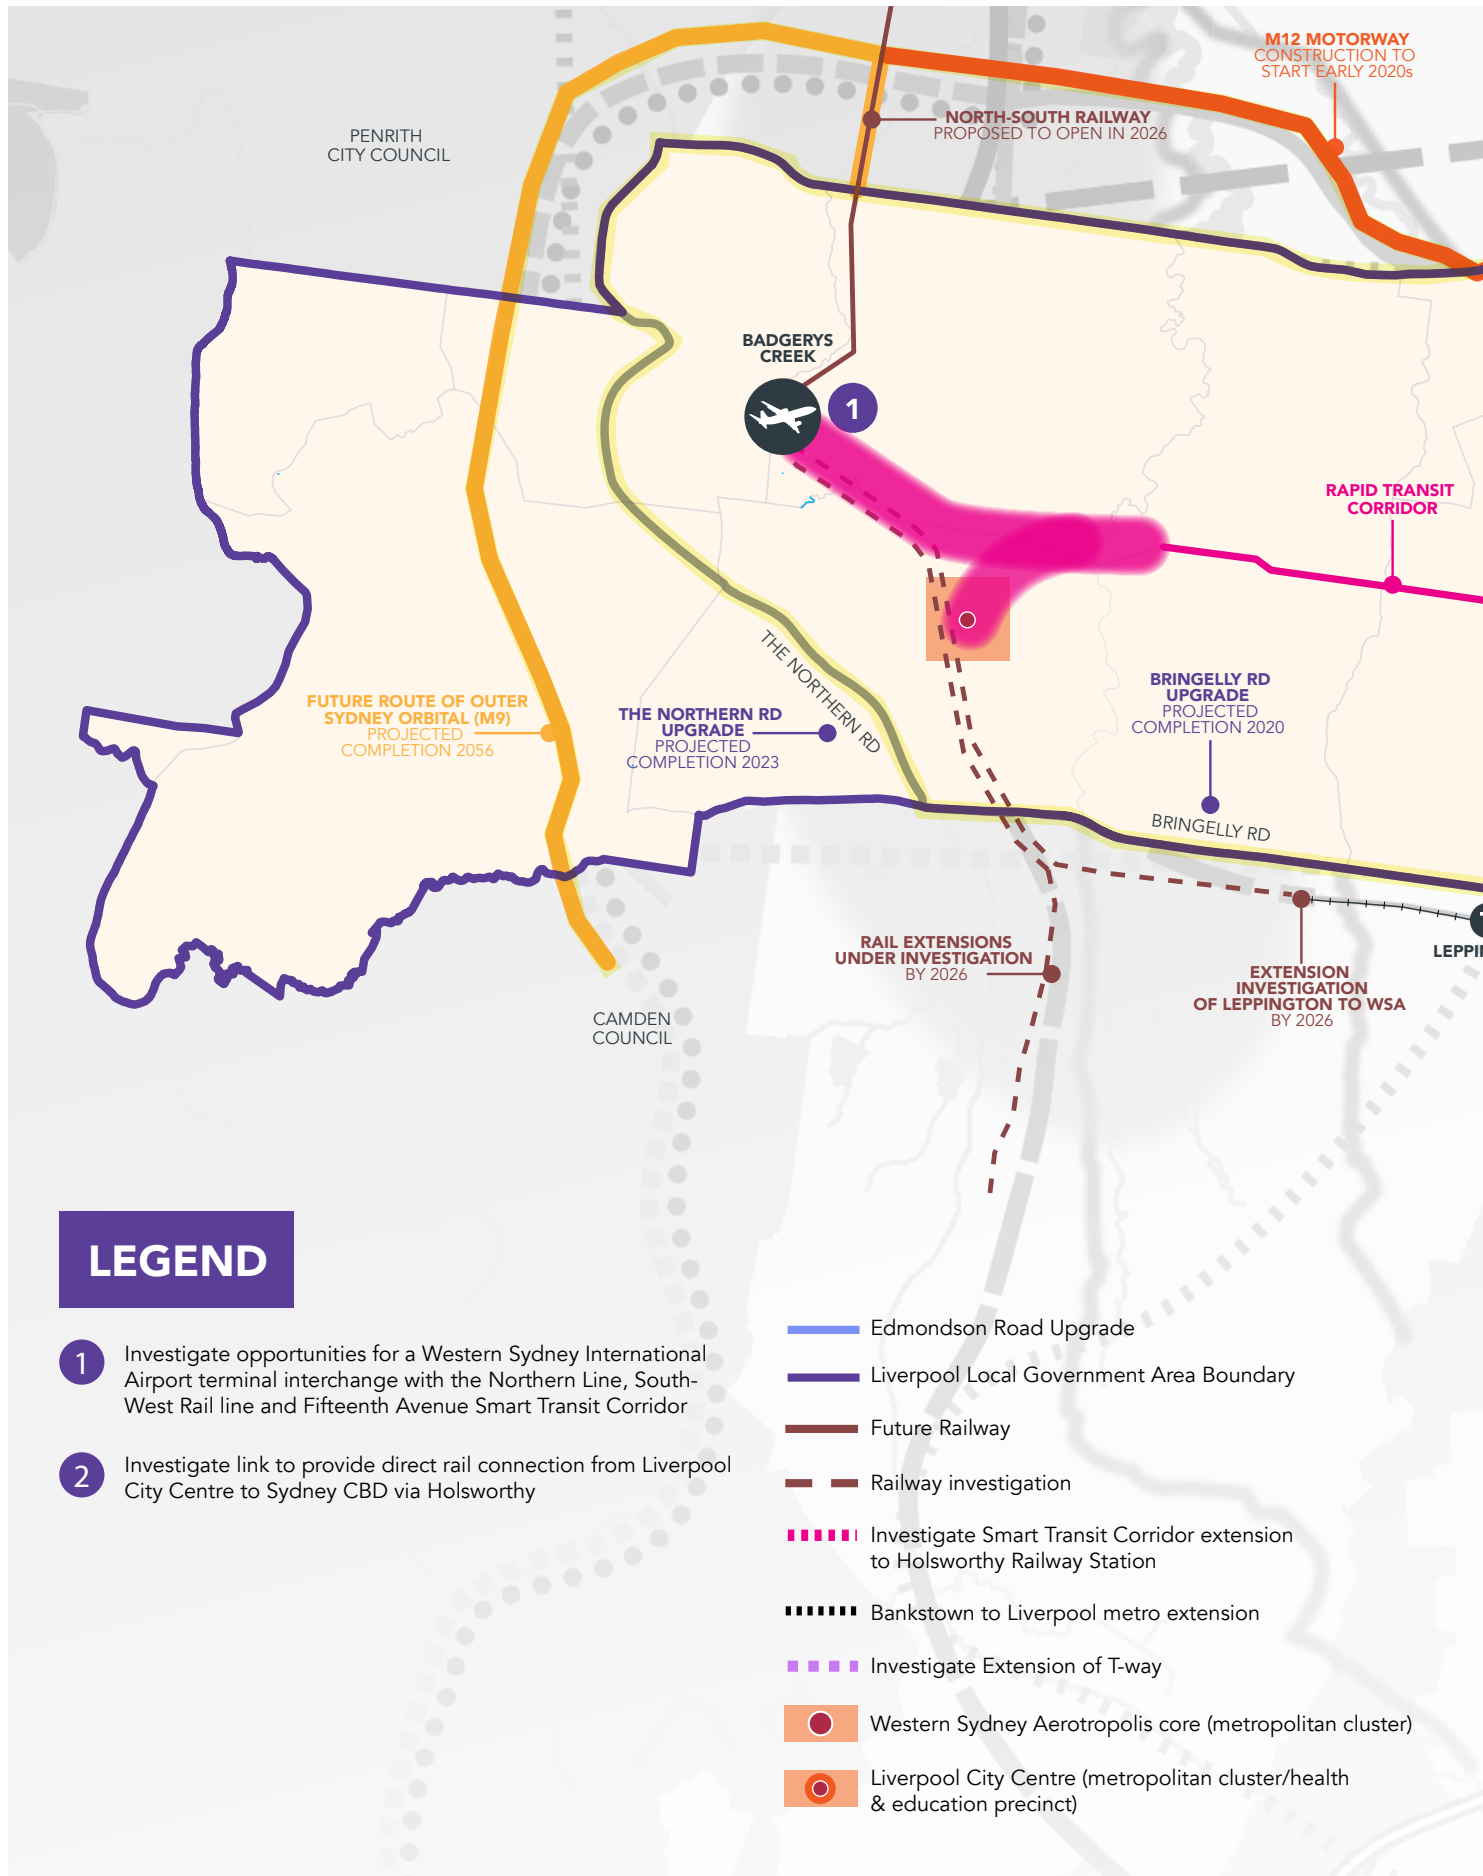 M12 MOTORWAY
CONSTRUCTION TO
START EARLY 2020s
NORTH-SOUTH RAILWAY
PROPOSED TO OPEN IN 2026
PENRITH
CITY COUNCIL
BADGERYS
CREEK
1
RAPID TRANSIT
CORRIDOR
THE NORTHERN RD
FUTURE ROUTE OF OUTER
SYDNEY ORBITAL (M9)
PROJECTED
COMPLETION 2056
THE NORTHERN RD
UPGRADE
PROJECTED
COMPLETION 2023
BRINGELLY RD
UPGRADE
PROJECTED
COMPLETION 2020
BRINGELLY RD
RAIL EXTENSIONS
UNDER INVESTIGATION
BY 2026
LEPPIN
EXTENSION
INVESTIGATION
OF LEPPINGTON TO WSA
BY 2026
CAMDEN
COUNCIL
LEGEND
1
Investigate opportunities for a Western Sydney International
Airport terminal interchange with the Northern Line, South-
West Rail line and Fifteenth Avenue Smart Transit Corridor
2
Investigate link to provide direct rail connection from Liverpool
City Centre to Sydney CBD via Holsworthy
Edmondson Road Upgrade
Liverpool Local Government Area Boundary
Future Railway
Railway investigation
Investigate Smart Transit Corridor extension
to Holsworthy Railway Station
Bankstown to Liverpool metro extension
Investigate Extension of T-way
Western Sydney Aerotropolis core (metropolitan cluster)
Liverpool City Centre (metropolitan cluster/health
& education precinct)